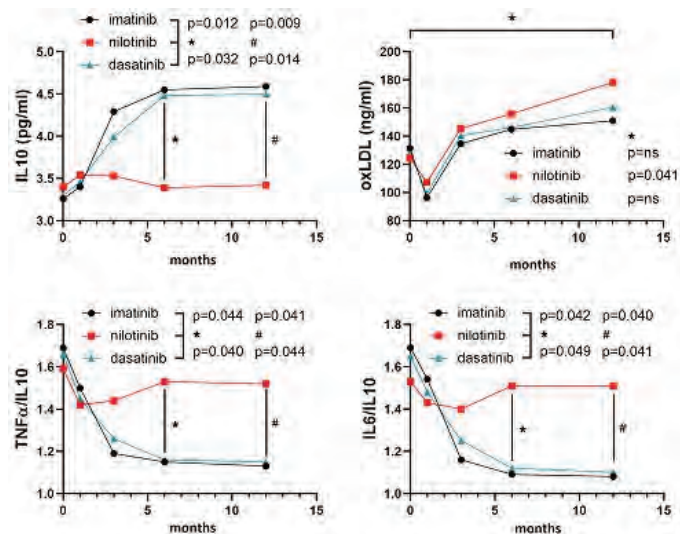 imatinib p=0.012 p=0.009
nilotinib * #
dasatinib p=0.032 p=0.014
IL10 (pg/ml)
5.0
4.5
4.0
3.5
3.0
* #
0 5 10 15
months
*
oxLDL (ng/ml)
200
180
160
140
120
100
80
*
imatinib p=ns
nilotinib p=0.041
dasatinib p=ns
0 5 10 15
months
imatinib p=0.044 p=0.041
nilotinib * #
dasatinib p=0.040 p=0.044
TNFα/IL10
1.8
1.6
1.4
1.2
1.0
* #
0 5 10 15
months
imatinib p=0.042 p=0.040
nilotinib * #
dasatinib p=0.049 p=0.041
IL6/IL10
1.8
1.6
1.4
1.2
1.0
* #
0 5 10 15
months